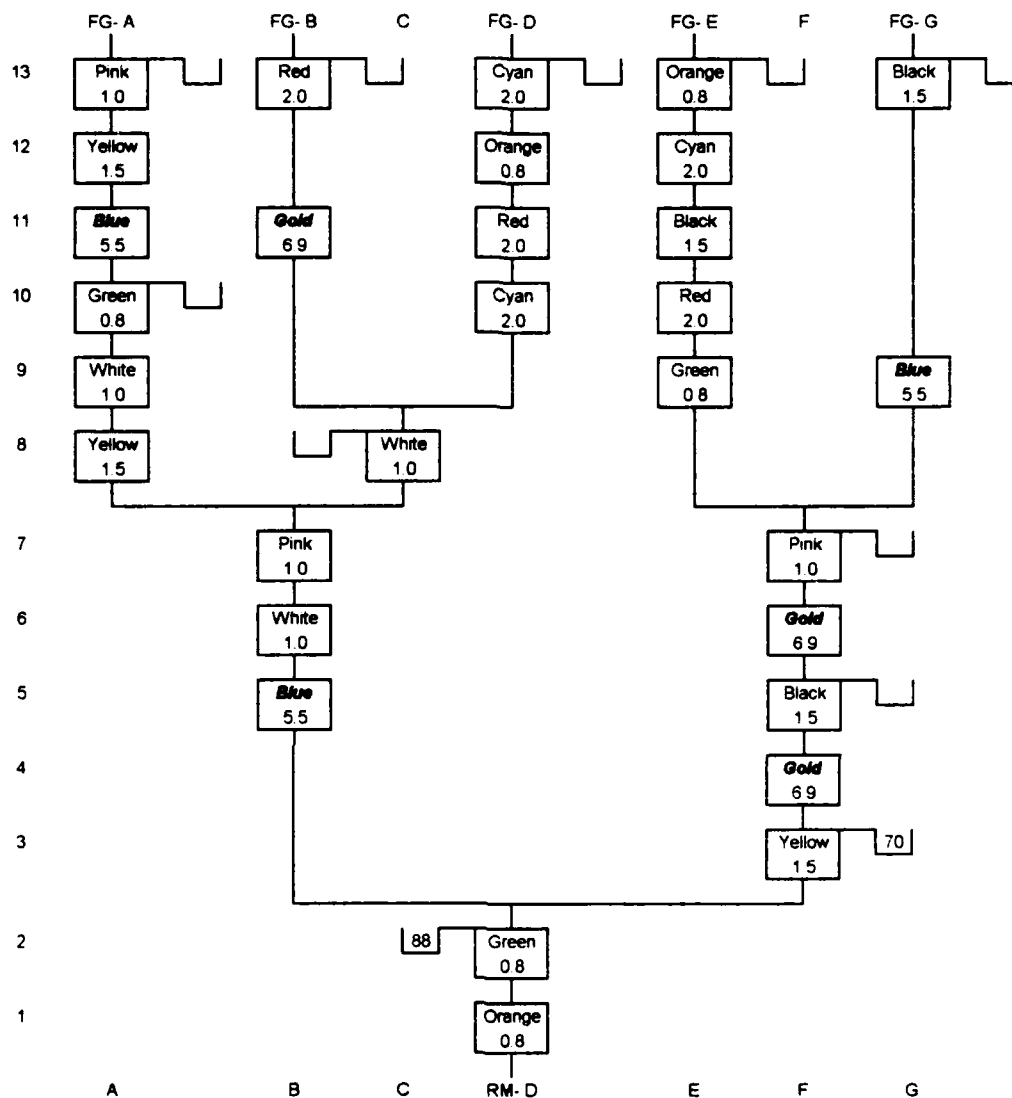 FG- A FG- B C FG- D FG- E F FG- G
13 Pink Red Cyan Orange Black
1.0 2.0 2.0 0.8 1.5
12 Yellow Orange Cyan
1.5 0.8 2.0
11 Blue Gold Red Black
5 5 6 9 2.0 1 5
10 Green Cyan Red
0.8 2.0 2.0
9 White Green Blue
1.0 0 8 5 5
8 Yellow White
1.5 1.0
7 Pink Pink
1 0 1.0
6 White Gold
1.0 6 9
5 Blue Black
5.5 1 5
4 Gold
6 9
3 Yellow 70
1 5
2 88 Green
0.8
1 Orange
0.8
A B C RM- D E F G